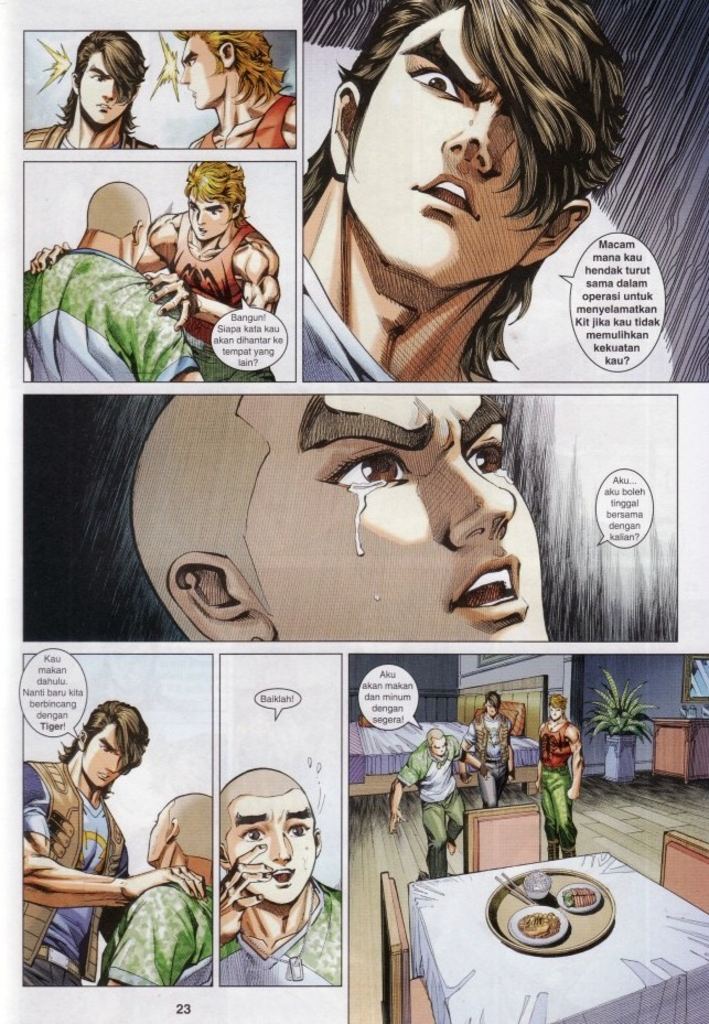 Macam
mana kau
hendak turut
sama dalam
operasi untuk
menyelamatkan
Kit jika kau tidak
memulihkan
kekuatan
kau?
Bangun!
Siapa kata kau
akan dihantar ke
tempat yang
lain?
Aku...
aku boleh
tinggal
bersama
dengan
kalian?
Kau
makan
dahulu.
Nanti baru kita
berbincang
dengan
Tiger!
Baiklah!
Aku
akan makan
dan minum
dengan
segera!
23